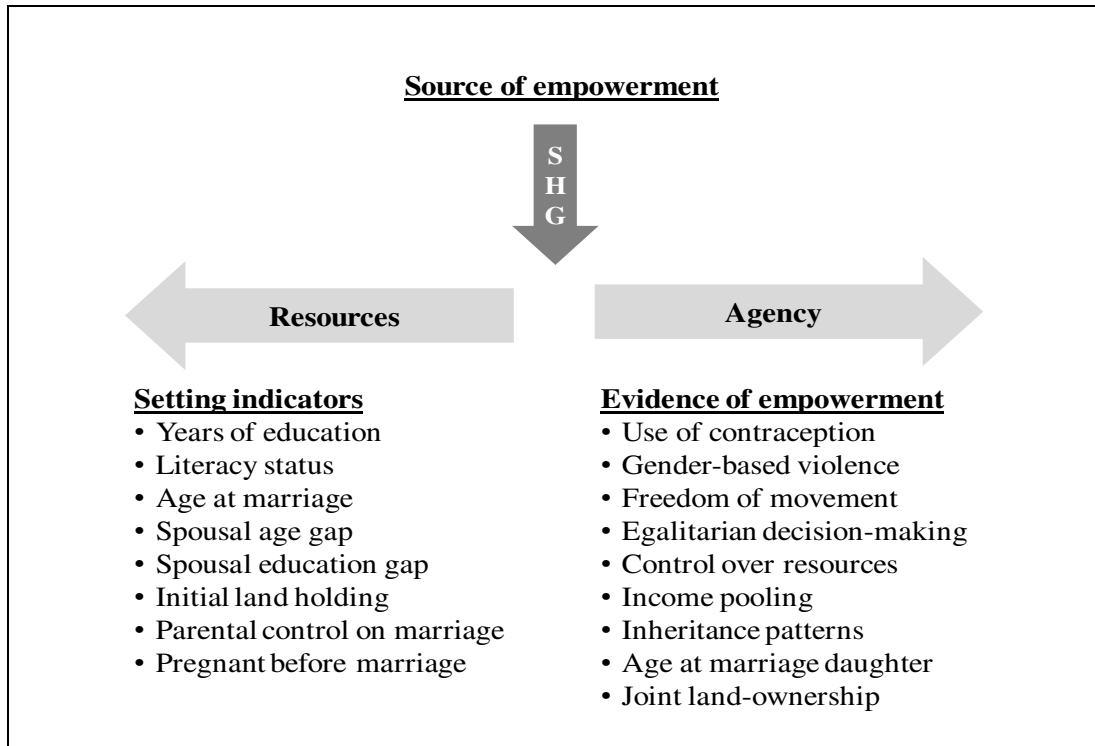 Source of empowerment
S
H
G
Resources
Agency
Setting indicators
• Years of education
• Literacy status
• Age at marriage
• Spousal age gap
• Spousal education gap
• Initial land holding
• Parental control on marriage
• Pregnant before marriage
Evidence of empowerment
• Use of contraception
• Gender-based violence
• Freedom of movement
• Egalitarian decision-making
• Control over resources
• Income pooling
• Inheritance patterns
• Age at marriage daughter
• Joint land-ownership